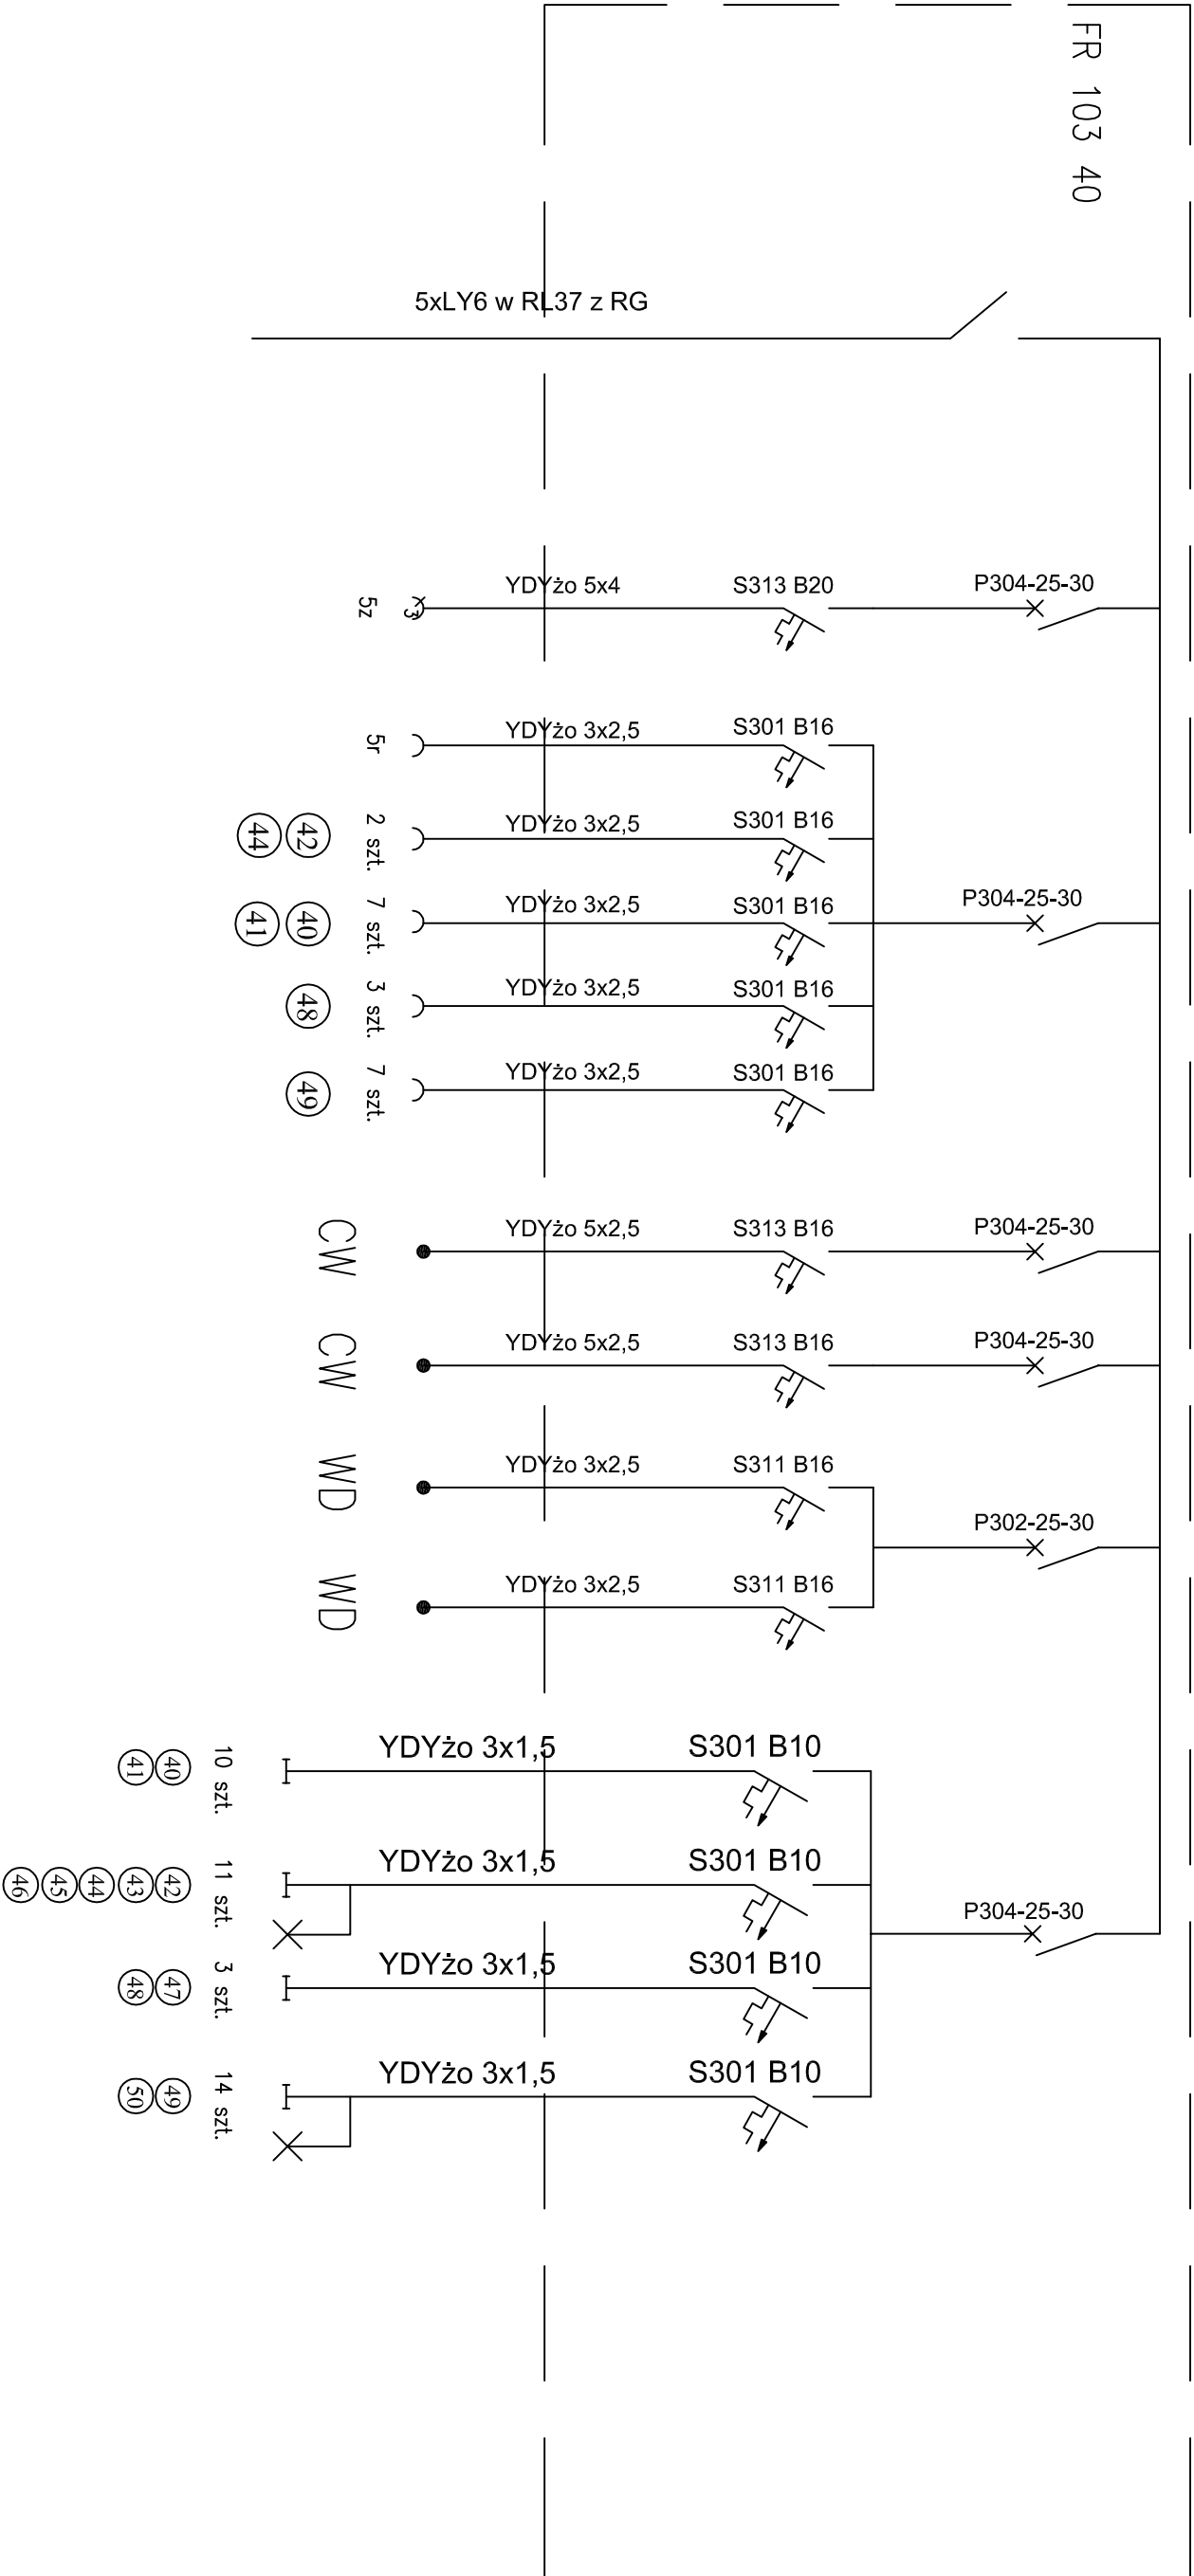 FR 103 40
5xLY6 w RL37 z RG
5z 3 YDYżo 5x4 S313 B20 P304-25-30
5r YDYżo 3x2,5 S301 B16
44 42 2 szt. YDYżo 3x2,5 S301 B16
41 40 7 szt. YDYżo 3x2,5 S301 B16 P304-25-30
48 3 szt. YDYżo 3x2,5 S301 B16
49 7 szt. YDYżo 3x2,5 S301 B16
CW YDYżo 5x2,5 S313 B16 P304-25-30
CW YDYżo 5x2,5 S313 B16 P304-25-30
WD YDYżo 3x2,5 S311 B16
P302-25-30
WD YDYżo 3x2,5 S311 B16
41 40 10 szt. YDYżo 3x1,5 S301 B10
46 45 44 43 42 11 szt. YDYżo 3x1,5 S301 B10
P304-25-30
48 47 3 szt. YDYżo 3x1,5 S301 B10
50 49 14 szt. YDYżo 3x1,5 S301 B10